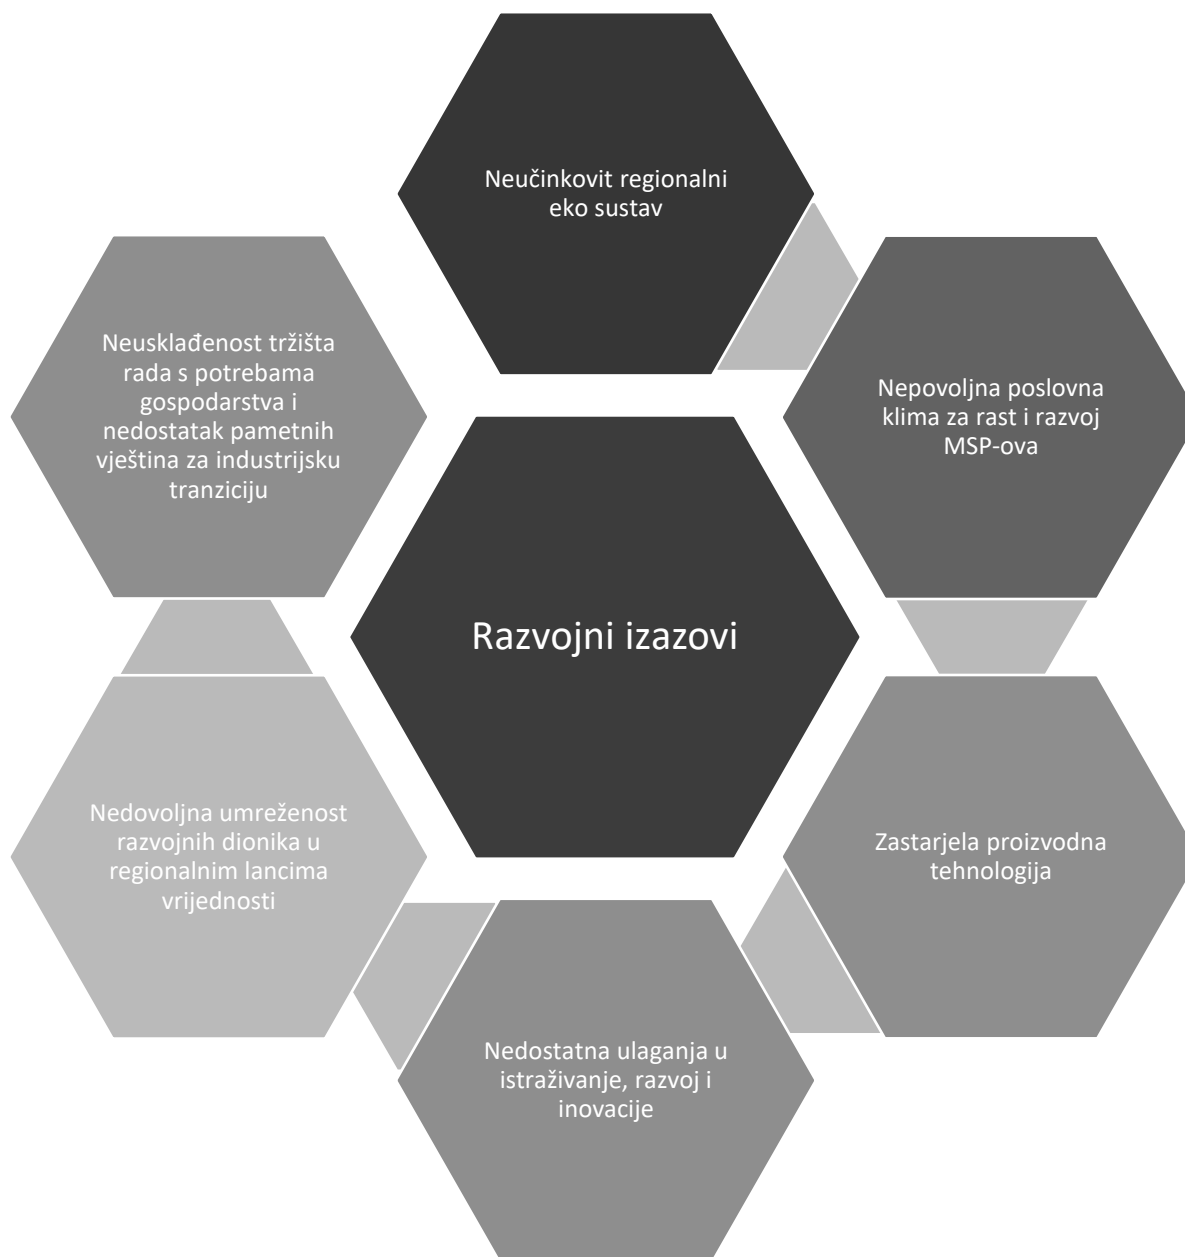 Neučinkovit regionalni
eko sustav
Nepovoljna poslovna
klima za rast i razvoj
MSP-ova
Zastarjela proizvodna
tehnologija
Nedostatna ulaganja u
istraživanje, razvoj i
inovacije
Nedovoljna umreženost
razvojnih dionika u
regionalnim lancima
vrijednosti
Neusklađenost tržišta
rada s potrebama
gospodarstva i
nedostatak pametnih
vještina za industrijsku
tranziciju
Razvojni izazovi